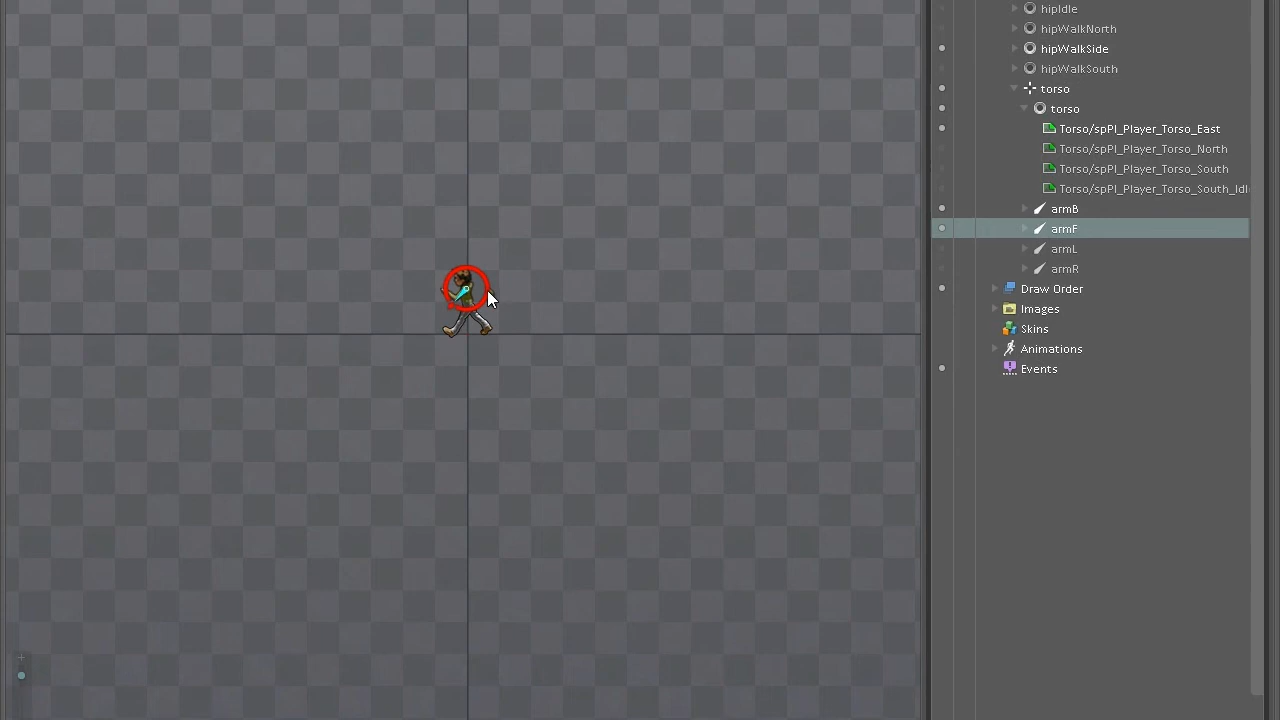 hipIdle
hipWalkNorth
hipWalkSide
hipWalkSouth
torso
torso
Torso/spPl_Player_Torso_East
Torso/spPl_Player_Torso_North
Torso/spPl_Player_Torso_South
Torso/spPl_Player_Torso_South_Idl
armB
armF
armL
armR
Draw Order
Images
Skins
Animations
Events